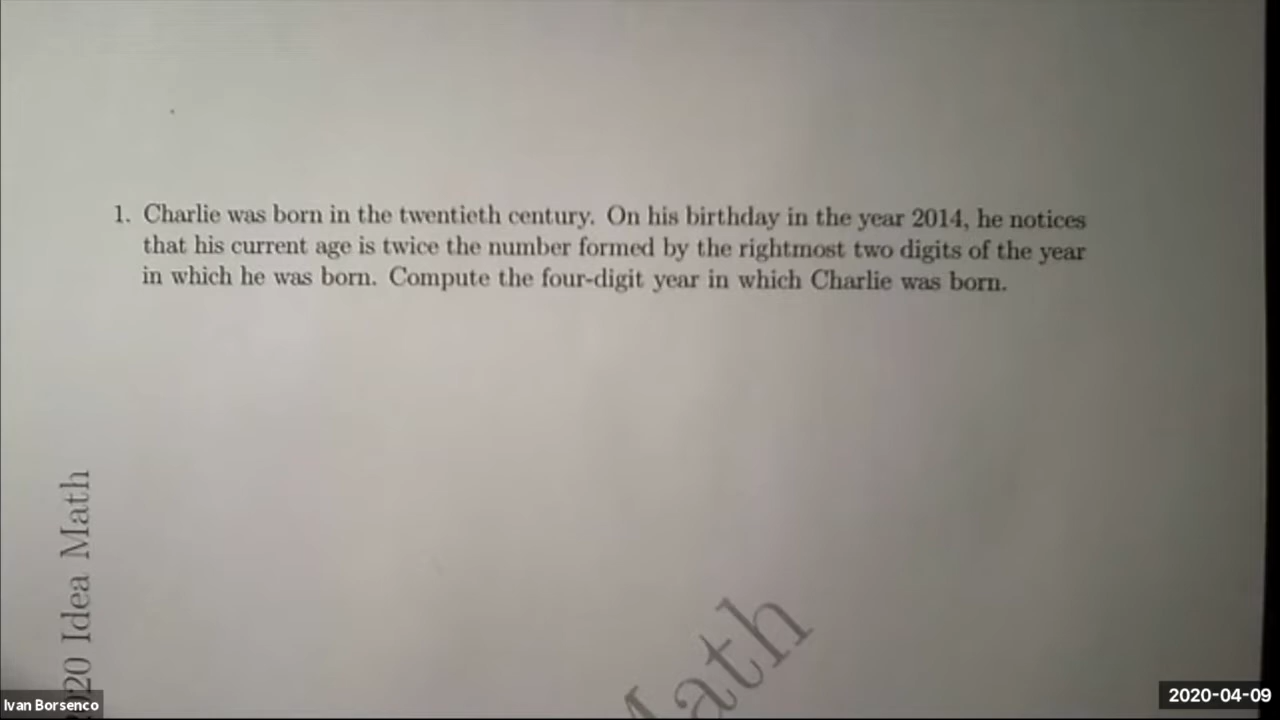 1. Charlie was born in the twentieth century. On his birthday in the year 2014, he notices
that his current age is twice the number formed by the rightmost two digits of the year
in which he was born. Compute the four-digit year in which Charlie was born.
020 Idea Math
Math
Ivan Borsenco
2020-04-09